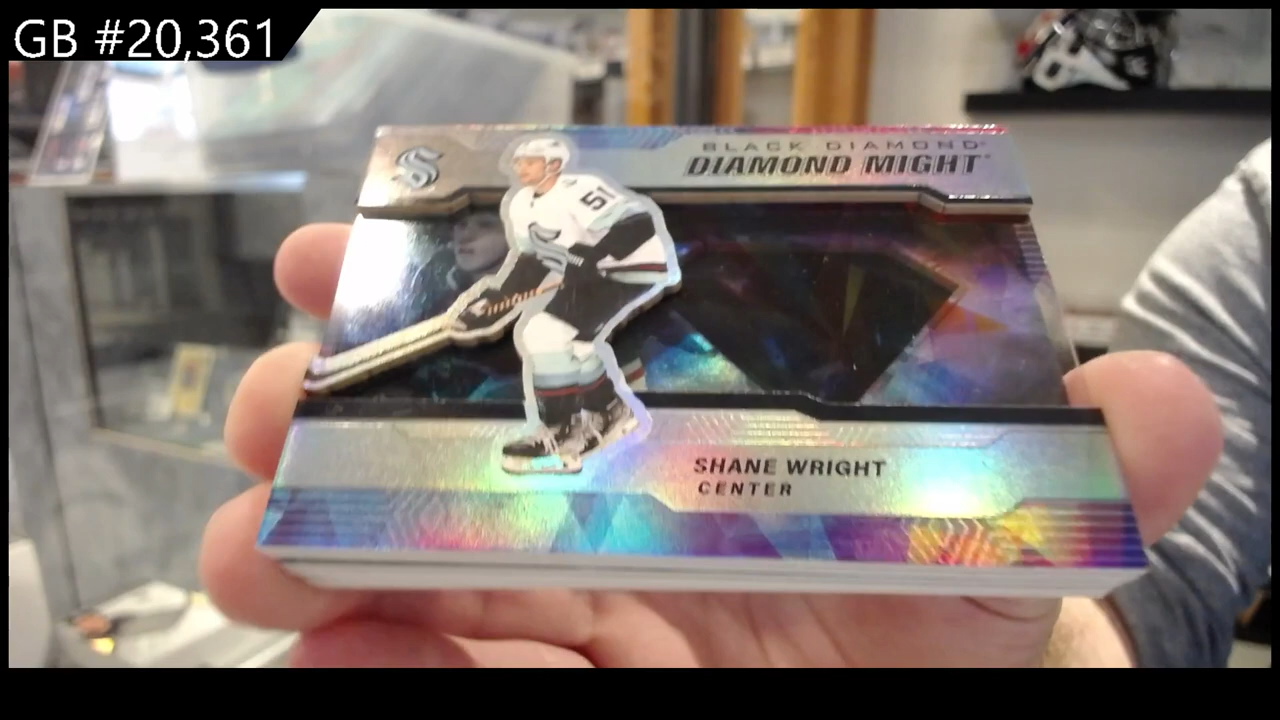 GB #20,361
BLACK DIAMOND
DIAMOND MIGHT
51
SHANE WRIGHT
CENTER